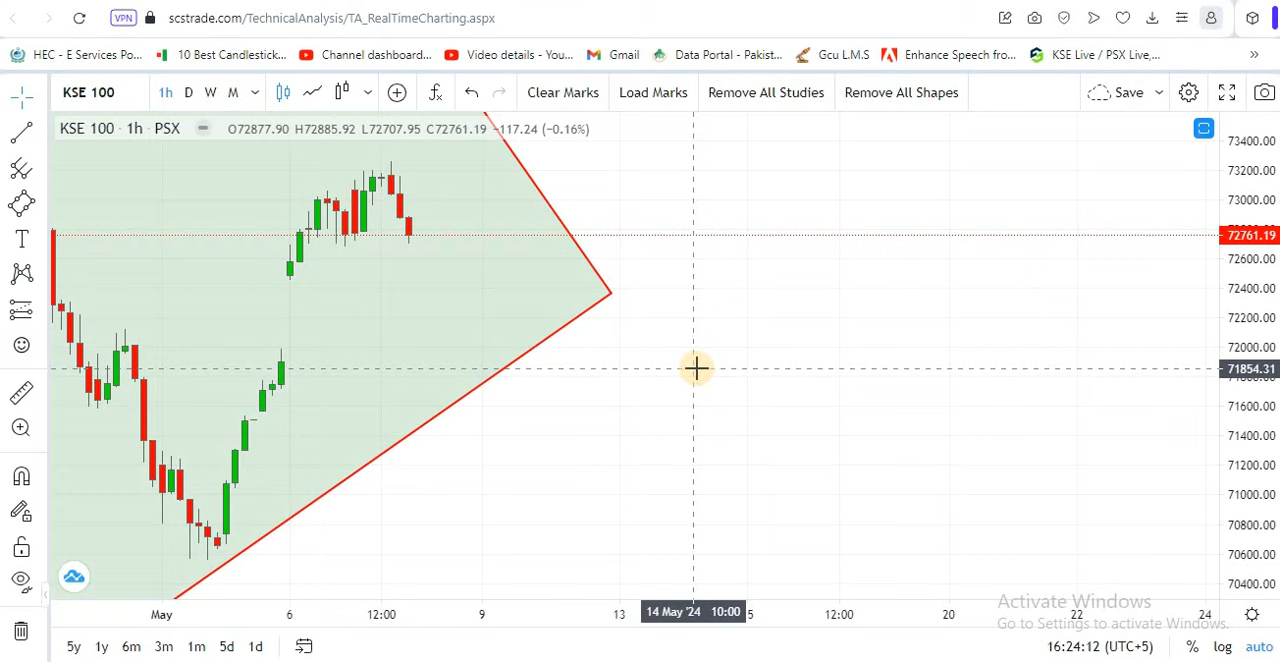 VPN scstrade.com/TechnicalAnalysis/TA_RealTimeCharting.aspx
HEC - E Services Po... 10 Best Candlestick... Channel dashboard... Video details - You... Gmail Data Portal - Pakist... Gcu L.M.S Enhance Speech from... KSE Live / PSX Live,... »
KSE 100 1h D W M Clear Marks Load Marks Remove All Studies Remove All Shapes Save
KSE 100 · 1h · PSX O72877.90 H72885.92 L72707.95 C72761.19 −117.24 (−0.16%)
73400.00
73200.00
73000.00
72761.19
72600.00
72400.00
72200.00
72000.00
71854.31
71600.00
71400.00
71200.00
71000.00
70800.00
70600.00
70400.00
May 6 12:00 9 13 14 May '24 10:00 5 12:00 20 22 24
Activate Windows
Go to Settings to activate Windows.
5y 1y 6m 3m 1m 5d 1d 16:24:12 (UTC+5) % log auto